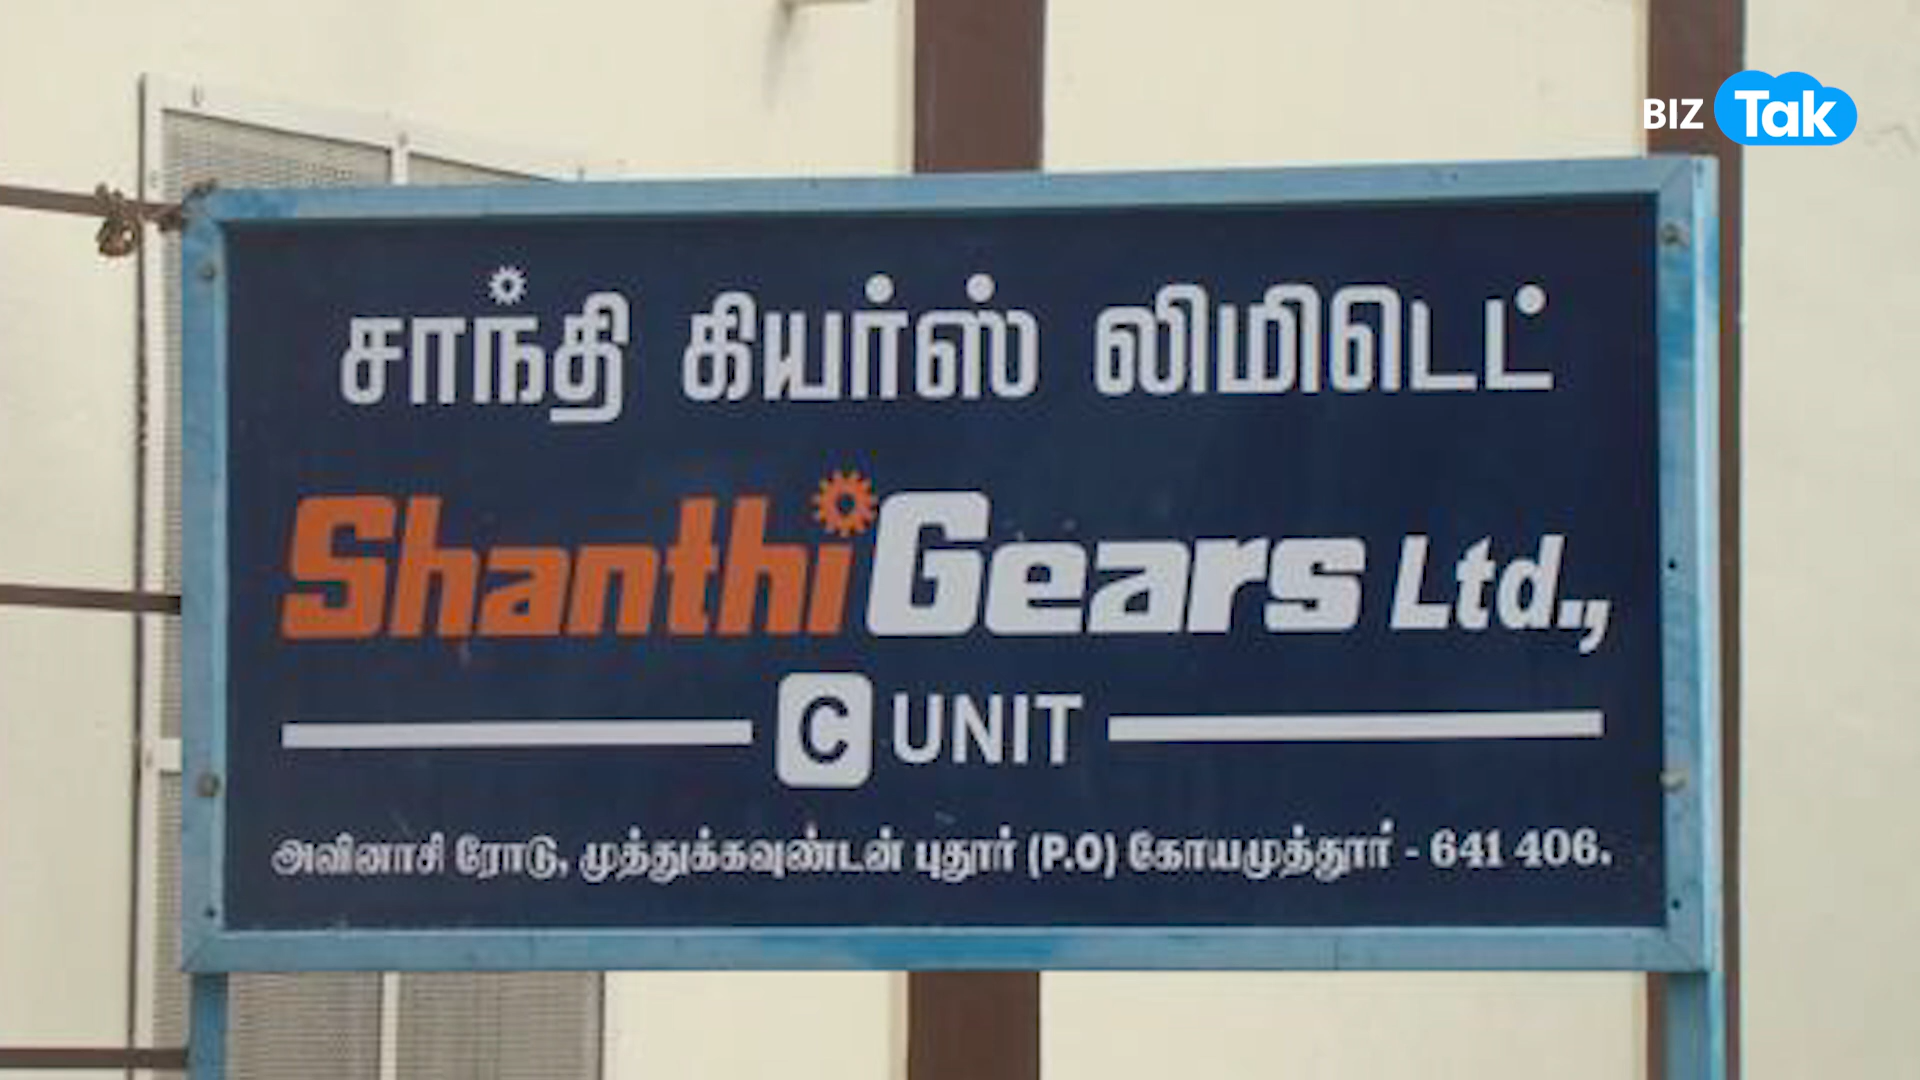 BIZ Tak
சாந்தி கியர்ஸ் லிமிடெட்
Shanthi Gears Ltd.,
C UNIT
அவினாசி ரோடு, முத்துக்கவுண்டன் புதூர் (P.O) கோயமுத்தூர் - 641 406.